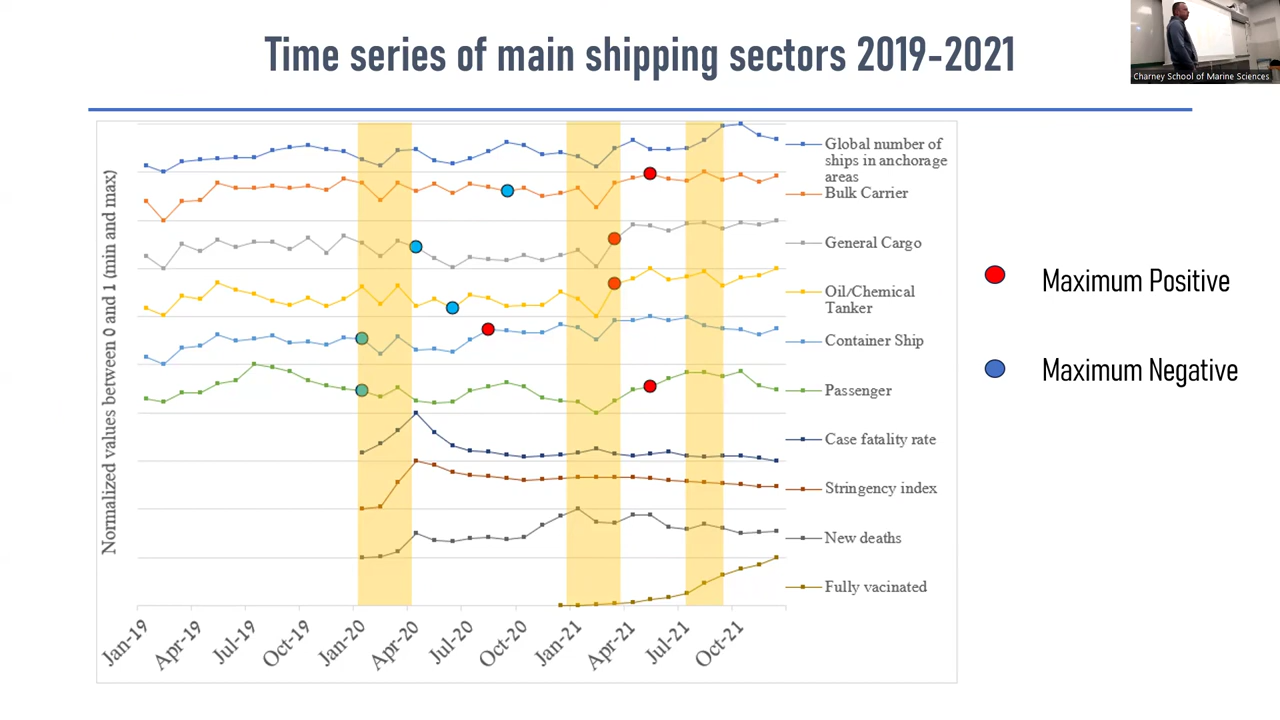 Time series of main shipping sectors 2019-2021
Charney School of Marine Sciences
Normalized values between 0 and 1 (min and max)
Global number of
ships in anchorage
areas
Bulk Carrier
General Cargo
Oil/Chemical
Tanker
Container Ship
Passenger
Case fatality rate
Stringency index
New deaths
Fully vacinated
Maximum Positive
Maximum Negative
Jan-19
Apr-19
Jul-19
Oct-19
Jan-20
Apr-20
Jul-20
Oct-20
Jan-21
Apr-21
Jul-21
Oct-21